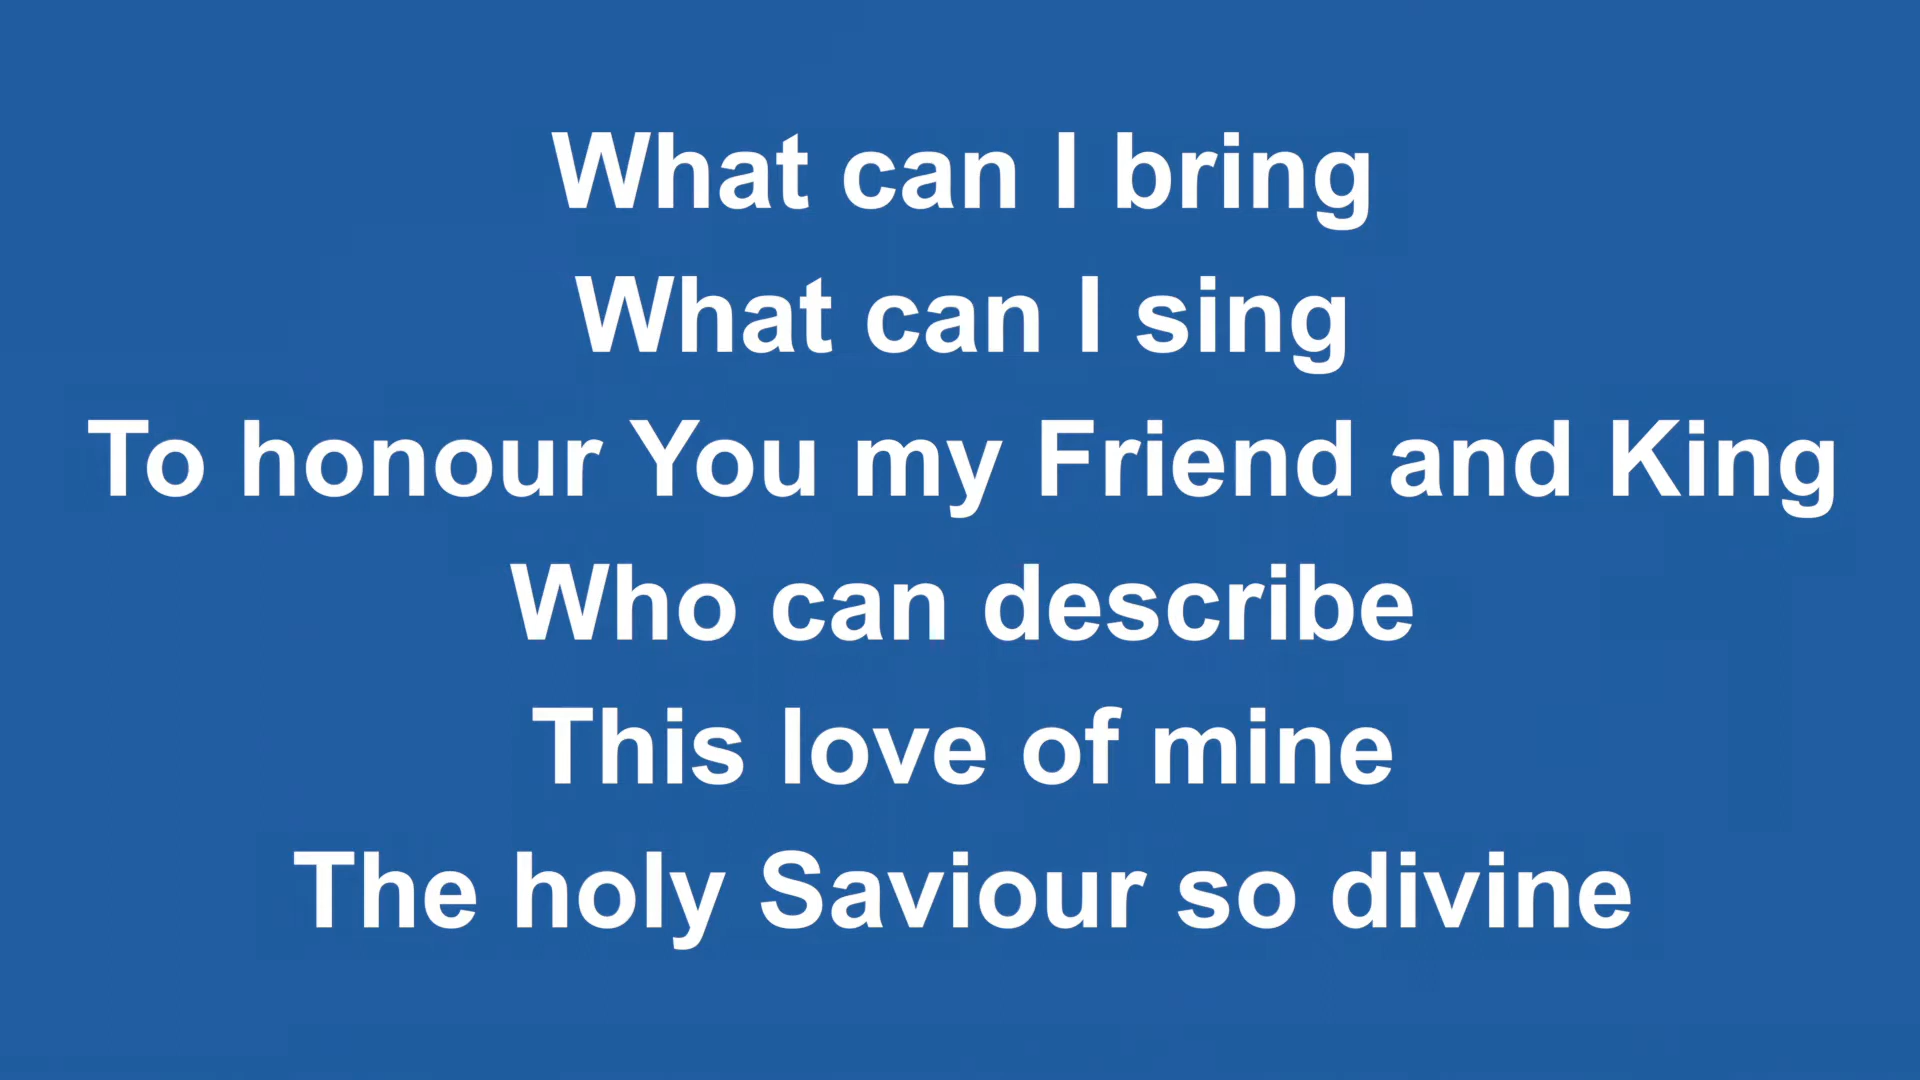 What can I bring
What can I sing
To honour You my Friend and King
Who can describe
This love of mine
The holy Saviour so divine